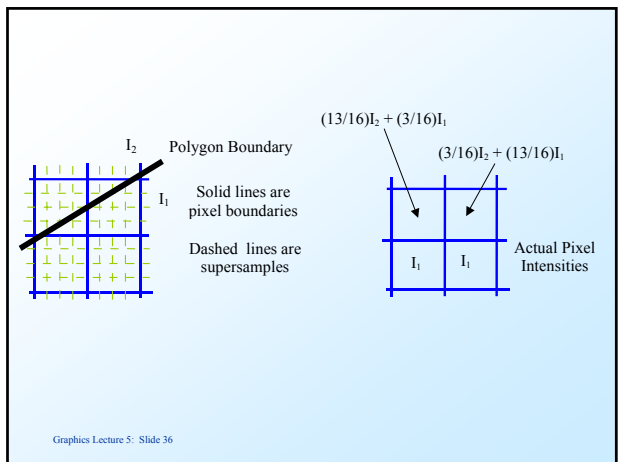 (13/16)I₂ + (3/16)I₁
I₂ Polygon Boundary
(3/16)I₂ + (13/16)I₁
I₁ Solid lines are
pixel boundaries
Dashed lines are
supersamples
I₁ I₁
Actual Pixel
Intensities
Graphics Lecture 5: Slide 36